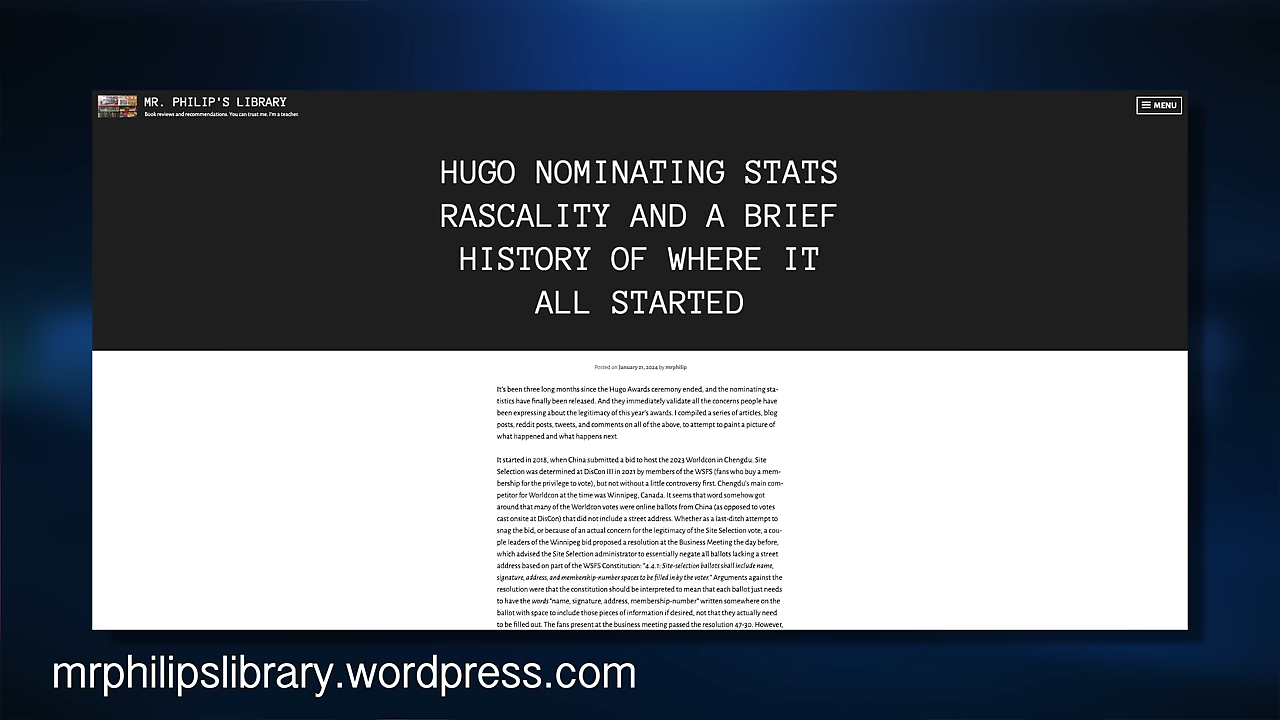 MR. PHILIP'S LIBRARY
Book reviews and recommendations. You can trust me. I'm a teacher.
MENU
HUGO NOMINATING STATS
RASCALITY AND A BRIEF
HISTORY OF WHERE IT
ALL STARTED
Posted on January 21, 2024 by mrphilip
It's been three long months since the Hugo Awards ceremony ended, and the nominating sta-
tistics have finally been released. And they immediately validate all the concerns people have
been expressing about the legitimacy of this year's awards. I compiled a series of articles, blog
posts, reddit posts, tweets, and comments on all of the above, to attempt to paint a picture of
what happened and what happens next.
It started in 2018, when China submitted a bid to host the 2023 Worldcon in Chengdu. Site
Selection was determined at DisCon III in 2021 by members of the WSFS (fans who buy a mem-
bership for the privilege to vote), but not without a little controversy first. Chengdu's main com-
petitor for Worldcon at the time was Winnipeg, Canada. It seems that word somehow got
around that many of the Worldcon votes were online ballots from China (as opposed to votes
cast onsite at DisCon) that did not include a street address. Whether as a last-ditch attempt to
snag the bid, or because of an actual concern for the legitimacy of the Site Selection vote, a cou-
ple leaders of the Winnipeg bid proposed a resolution at the Business Meeting the day before,
which advised the Site Selection administrator to essentially negate all ballots lacking a street
address based on part of the WSFS Constitution: "4.4.1: Site-selection ballots shall include name,
signature, address, and membership-number spaces to be filled in by the voter." Arguments against the
resolution were that the constitution should be interpreted to mean that each ballot just needs
to have the words "name, signature, address, membership-number" written somewhere on the
ballot with space to include those pieces of information if desired, not that they actually need
to be filled out. The fans present at the business meeting passed the resolution 47-30. However,
mrphilipslibrary.wordpress.com